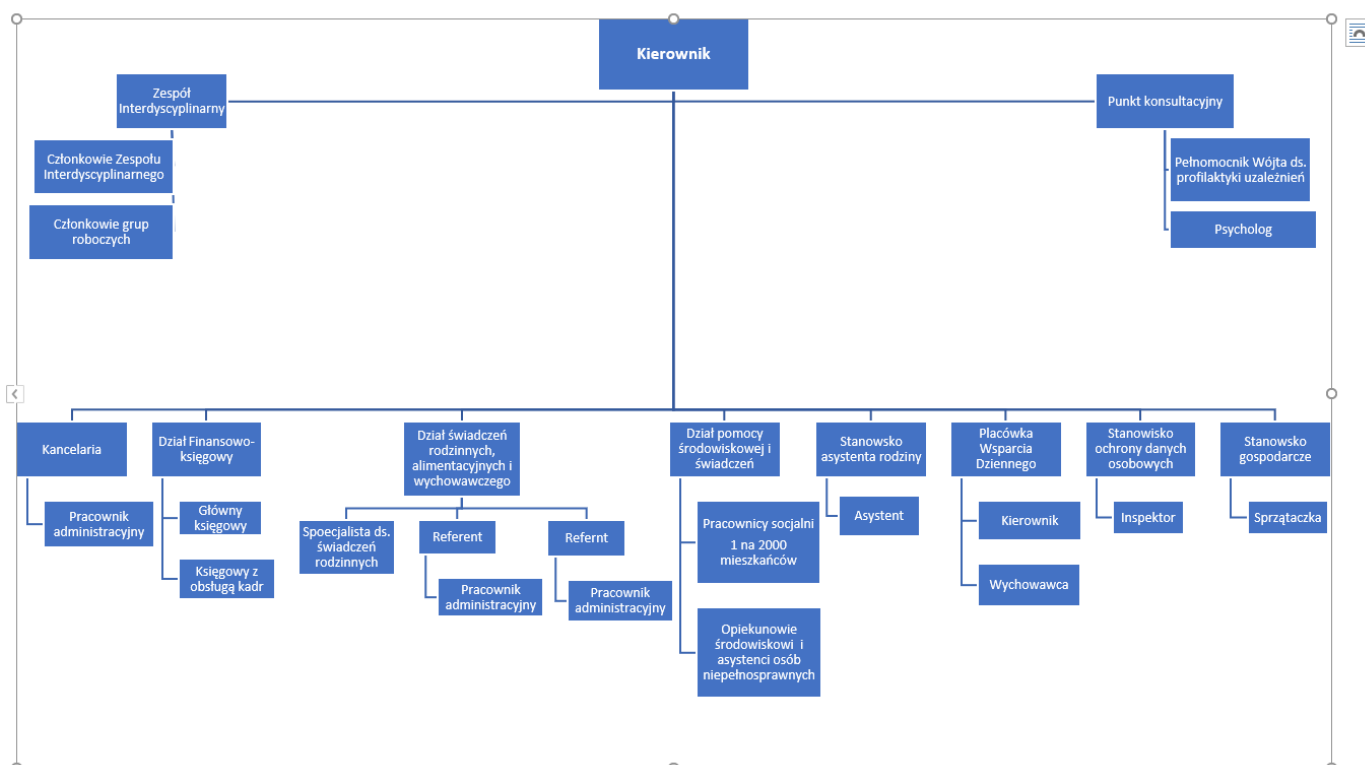 Kierownik
Zespół
Interdyscyplinarny
Punkt konsultacyjny
Członkowie Zespołu
Interdyscyplinarnego
Pełnomocnik Wójta ds.
profilaktyki uzależnień
Członkowie grup
roboczych
Psycholog
Kancelaria
Pracownik
administracyjny
Dział Finansowo-
księgowy
Główny
księgowy
Księgowy z
obsługą kadr
Dział świadczeń
rodzinnych,
alimentacyjnych i
wychowawczego
Spoecjalista ds.
świadczeń
rodzinnych
Referent
Pracownik
administracyjny
Refernt
Pracownik
administracyjny
Dział pomocy
środowiskowej i
świadczeń
Pracownicy socjalni
1 na 2000
mieszkańców
Opiekunowie
środowiskowi i
asystenci osób
niepełnosprawnych
Stanowsko
asystenta rodziny
Asystent
Placówka
Wsparcia
Dziennego
Kierownik
Wychowawca
Stanowisko
ochrony danych
osobowych
Inspektor
Stanowsko
gospodarcze
Sprzątaczka